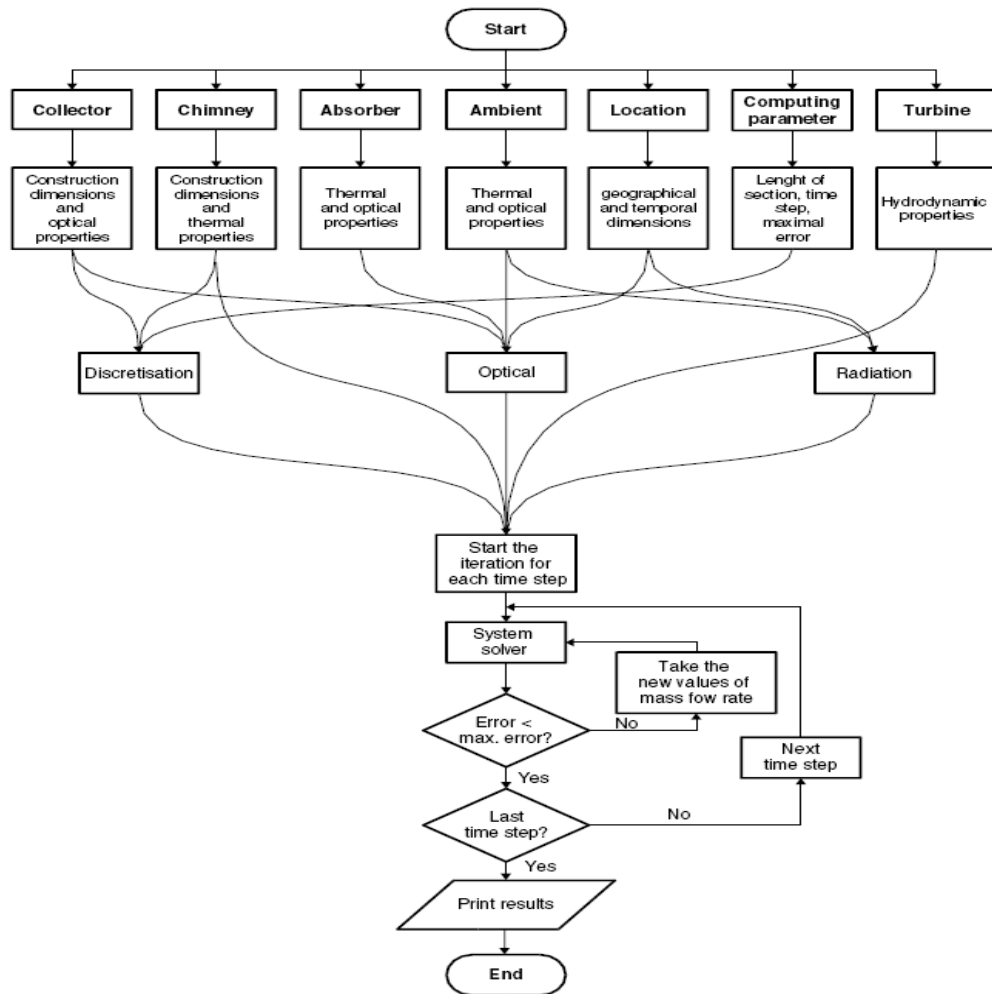 Start
Collector
Chimney
Absorber
Ambient
Location
Computing
parameter
Turbine
Construction
dimensions
and
optical
properties
Construction
dimensions
and
thermal
properties
Thermal
and optical
properties
Thermal
and optical
properties
geographical
and temporal
dimensions
Lenght of
section, time
step,
maximal
error
Hydrodynamic
properties
Discretisation
Optical
Radiation
Start the
iteration for
each time step
System
solver
Take the
new values of
mass fow rate
Error <
max. error?
No
Next
time step
Yes
Last
time step?
No
Yes
Print results
End